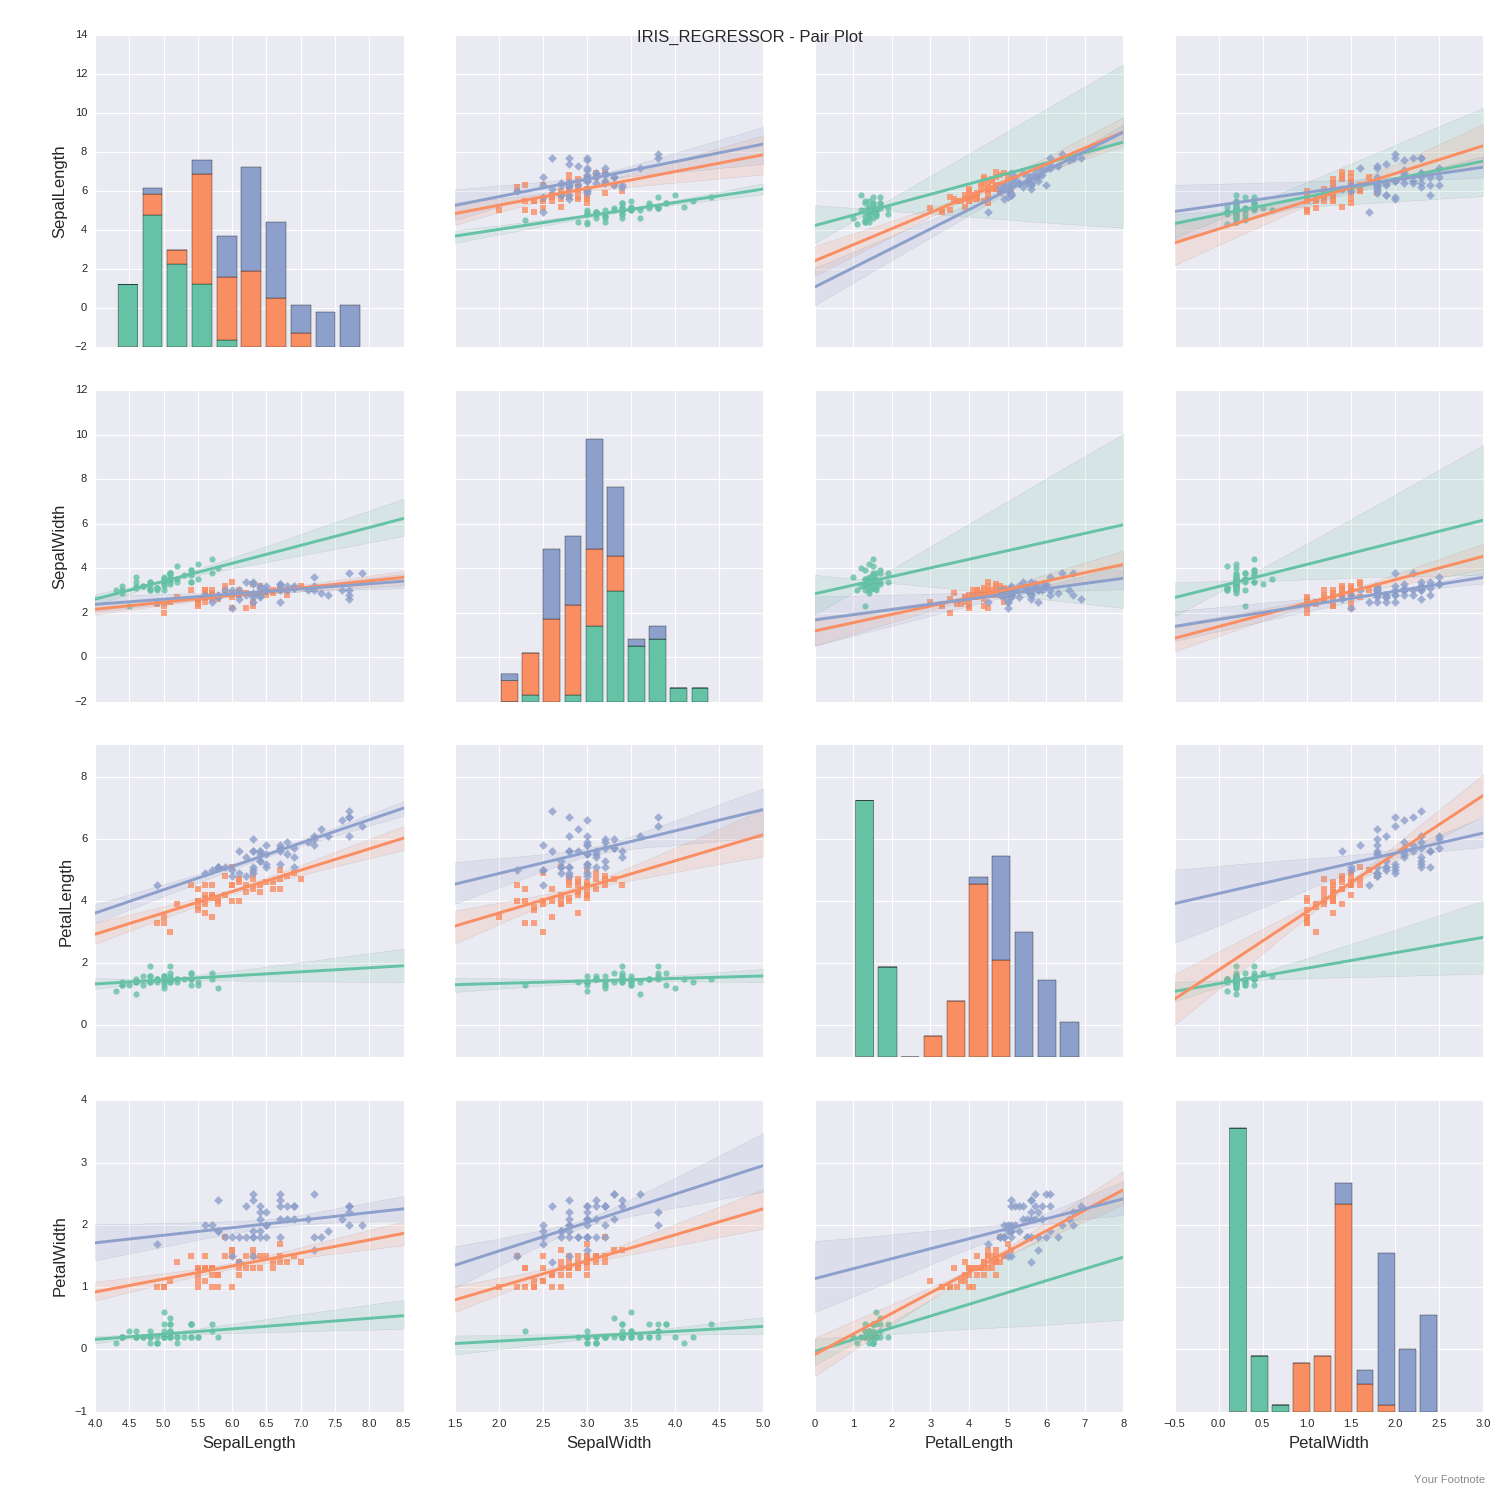 IRIS_REGRESSOR - Pair Plot
14
12
10
8
6
4
2
0
−2
SepalLength
12
10
8
6
4
2
0
−2
SepalWidth
8
6
4
2
0
PetalLength
4
3
2
1
0
−1
PetalWidth
4.0 4.5 5.0 5.5 6.0 6.5 7.0 7.5 8.0 8.5
1.5 2.0 2.5 3.0 3.5 4.0 4.5 5.0
0 1 2 3 4 5 6 7 8
−0.5 0.0 0.5 1.0 1.5 2.0 2.5 3.0
SepalLength
SepalWidth
PetalLength
PetalWidth
Your Footnote